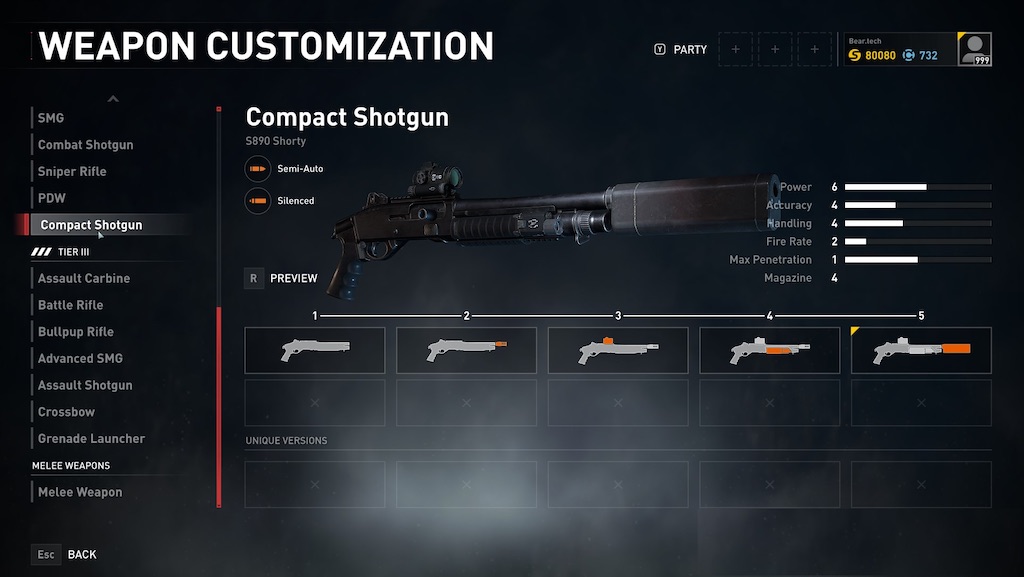 WEAPON CUSTOMIZATION
Y PARTY
Bear.tech
80080 732
999
SMG
Combat Shotgun
Sniper Rifle
PDW
Compact Shotgun
TIER III
Assault Carbine
Battle Rifle
Bullpup Rifle
Advanced SMG
Assault Shotgun
Crossbow
Grenade Launcher
MELEE WEAPONS
Melee Weapon
Compact Shotgun
S890 Shorty
Semi-Auto
Silenced
R PREVIEW
Power 6
Accuracy 4
Handling 4
Fire Rate 2
Max Penetration 1
Magazine 4
1 2 3 4 5
UNIQUE VERSIONS
Esc BACK